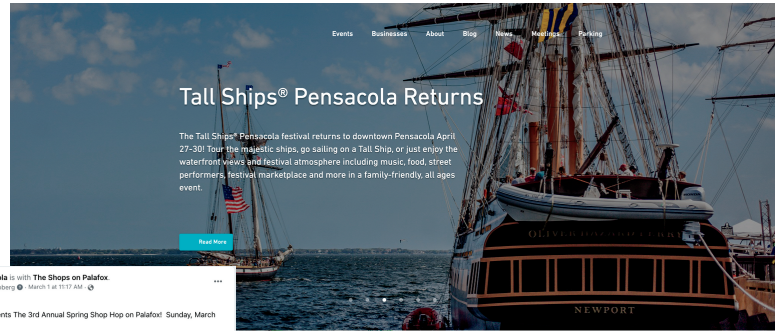 Events Businesses About Blog News Meetings Parking
Tall Ships® Pensacola Returns
The Tall Ships® Pensacola festival returns to downtown Pensacola April
27-30! Tour the majestic ships, go sailing on a Tall Ship, or just enjoy the
waterfront views and festival atmosphere including music, food, street
performers, festival marketplace and more in a family-friendly, all ages
event.
Read More
OLIVER HAZARD PERRY
NEWPORT
is with The Shops on Palafox.
March 1 at 11:17 AM
The 3rd Annual Spring Shop Hop on Palafox! Sunday, March